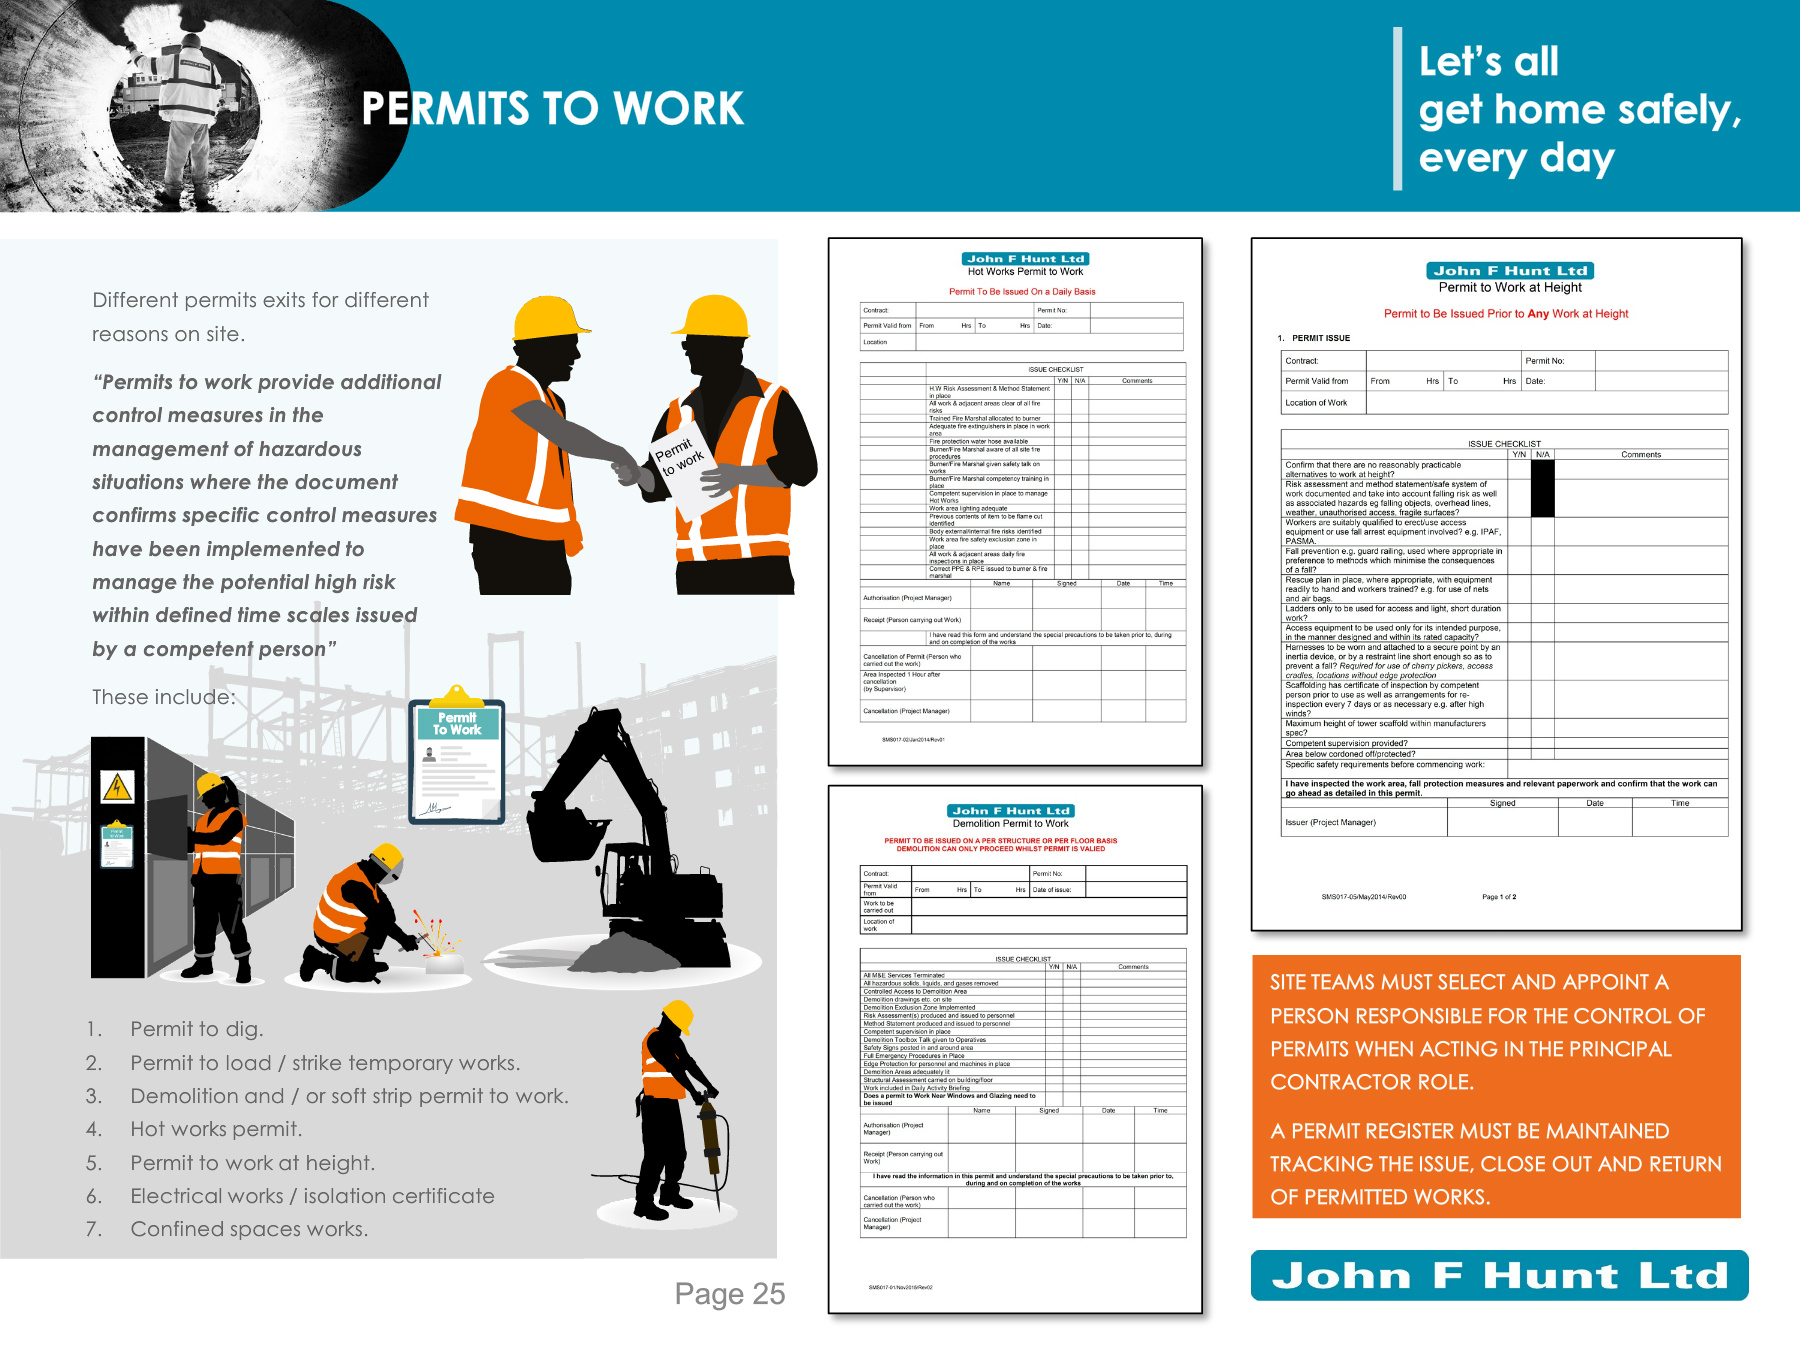 PERMITS TO WORK
Let's all
get home safely,
every day
Different permits exits for different
reasons on site.
“Permits to work provide additional
control measures in the
management of hazardous
situations where the document
confirms specific control measures
have been implemented to
manage the potential high risk
within defined time scales issued
by a competent person”
These include:
Permit
to work
Permit
To Work
Permit
To Work
1. Permit to dig.
2. Permit to load / strike temporary works.
3. Demolition and / or soft strip permit to work.
4. Hot works permit.
5. Permit to work at height.
6. Electrical works / isolation certificate
7. Confined spaces works.
Page 25
John F Hunt Ltd
Hot Works Permit to Work
Permit To Be Issued On a Daily Basis
Contract: Permit No:
Permit Valid from From Hrs To Hrs Date:
Location
ISSUE CHECKLIST
Y/N N/A Comments
H.W Risk Assessment & Method Statement
in place
All work & adjacent areas clear of all fire
risks
Trained Fire Marshal allocated to burner
Adequate fire extinguishers in place in work
area
Fire protection water hose available
Burner/Fire Marshal aware of all site fire
procedures
Burner/Fire Marshal given safety talk on
works
Burner/Fire Marshal competency training in
place
Competent supervision in place to manage
Hot Works
Work area lighting adequate
Previous contents of item to be flame cut
identified
Body external/internal fire risks identified
Work area fire safety exclusion zone in
place
All work & adjacent areas daily fire
inspections in place
Correct PPE & RPE issued to burner & fire
marshal
Name Signed Date Time
Authorisation (Project Manager)
Receipt (Person carrying out Work)
I have read this form and understand the special precautions to be taken prior to, during
and on completion of the works
Cancellation of Permit (Person who
carried out the work)
Area Inspected 1 Hour after
cancellation
(by Supervisor)
Cancellation (Project Manager)
SMS017-02/Jan2014/Rev01
John F Hunt Ltd
Demolition Permit to Work
PERMIT TO BE ISSUED ON A PER STRUCTURE OR PER FLOOR BASIS
DEMOLITION CAN ONLY PROCEED WHILST PERMIT IS VALIED
Contract: Permit No:
Permit Valid
from From Hrs To Hrs Date of issue:
Work to be
carried out
Location of
work
ISSUE CHECKLIST
Y/N N/A Comments
All M&E Services Terminated
All hazardous solids, liquids, and gases removed
Controlled Access to Demolition Area
Demolition drawings etc. on site
Demolition Exclusion Zone Implemented
Risk Assessment(s) produced and issued to personnel
Method Statement produced and issued to personnel
Competent supervision in place
Demolition Toolbox Talk given to Operatives
Safety Signs posted in and around area
Full Emergency Procedures in Place
Edge Protection for personnel and machines in place
Demolition Areas adequately lit
Structural Assessment carried on building/floor
Work included in Daily Activity Briefing
Does a permit to Work Near Windows and Glazing need to
be issued
Name Signed Date Time
Authorisation (Project
Manager)
Receipt (Person carrying out
Work)
I have read the information in this permit and understand the special precautions to be taken prior to,
during and on completion of the works
Cancellation (Person who
carried out the work)
Cancellation (Project
Manager)
SMS017-01/Nov2019/Rev02
John F Hunt Ltd
Permit to Work at Height
Permit to Be Issued Prior to Any Work at Height
1. PERMIT ISSUE
Contract: Permit No:
Permit Valid from From Hrs To Hrs Date:
Location of Work
ISSUE CHECKLIST
Y/N N/A Comments
Confirm that there are no reasonably practicable
alternatives to work at height?
Risk assessment and method statement/safe system of
work documented and take into account falling risk as well
as associated hazards eg falling objects, overhead lines,
weather, unauthorised access, fragile surfaces?
Workers are suitably qualified to erect/use access
equipment or use fall arrest equipment involved? e.g. IPAF,
PASMA.
Fall prevention e.g. guard railing, used where appropriate in
preference to methods which minimise the consequences
of a fall?
Rescue plan in place, where appropriate, with equipment
readily to hand and workers trained? e.g. for use of nets
and air bags.
Ladders only to be used for access and light, short duration
work?
Access equipment to be used only for its intended purpose,
in the manner designed and within its rated capacity?
Harnesses to be worn and attached to a secure point by an
inertia device, or by a restraint line short enough so as to
prevent a fall? Required for use of cherry pickers, access
cradles, locations without edge protection
Scaffolding has certificate of inspection by competent
person prior to use as well as arrangements for re-
inspection every 7 days or as necessary e.g. after high
winds?
Maximum height of tower scaffold within manufacturers
spec?
Competent supervision provided?
Area below cordoned off/protected?
Specific safety requirements before commencing work:
I have inspected the work area, fall protection measures and relevant paperwork and confirm that the work can
go ahead as detailed in this permit.
Signed Date Time
Issuer (Project Manager)
SMS017-05/May2014/Rev00 Page 1 of 2
SITE TEAMS MUST SELECT AND APPOINT A
PERSON RESPONSIBLE FOR THE CONTROL OF
PERMITS WHEN ACTING IN THE PRINCIPAL
CONTRACTOR ROLE.
A PERMIT REGISTER MUST BE MAINTAINED
TRACKING THE ISSUE, CLOSE OUT AND RETURN
OF PERMITTED WORKS.
John F Hunt Ltd